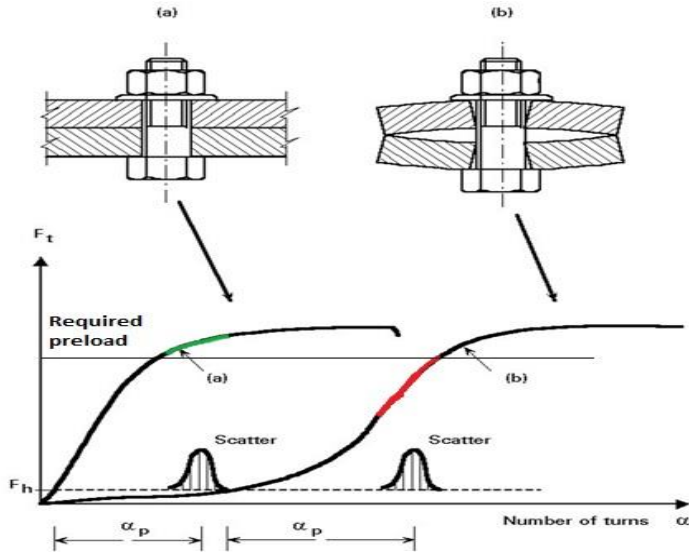 (a) (b)
F_t
Required
preload
(a) (b)
Scatter Scatter
F_h
α_p α_p Number of turns α